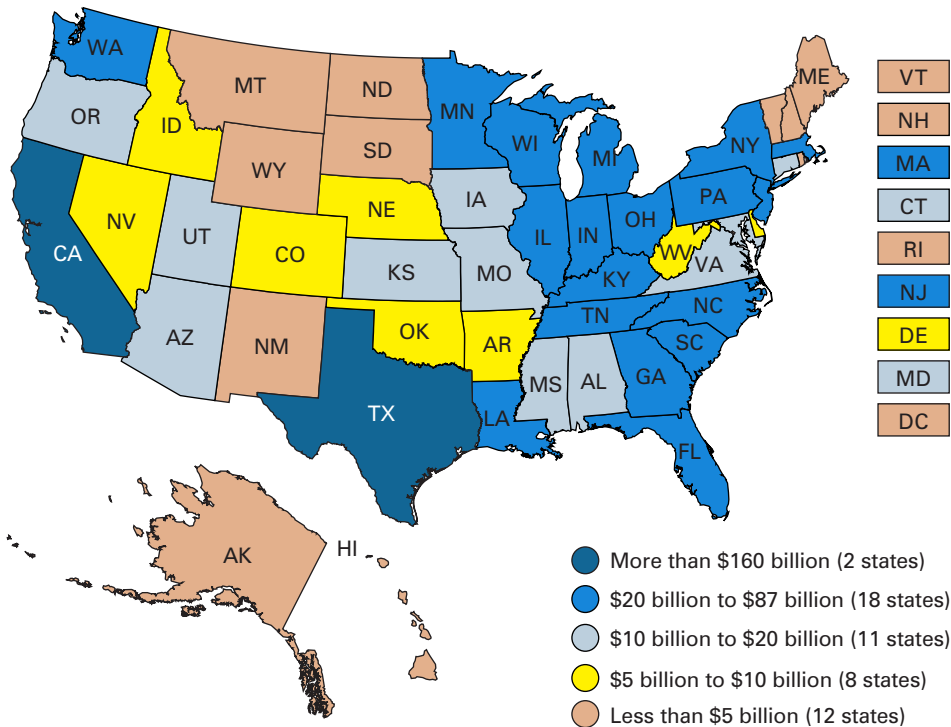 WA
MT
ND
MN
ME
VT
OR
ID
SD
WI
MI
NY
NH
WY
MA
NV
NE
IA
PA
CT
CA
UT
CO
IL
IN
OH
RI
KS
MO
WV
VA
NJ
KY
NC
AZ
NM
OK
AR
TN
SC
DE
MS
AL
GA
MD
TX
LA
DC
FL
AK
HI
More than $160 billion (2 states)
$20 billion to $87 billion (18 states)
$10 billion to $20 billion (11 states)
$5 billion to $10 billion (8 states)
Less than $5 billion (12 states)